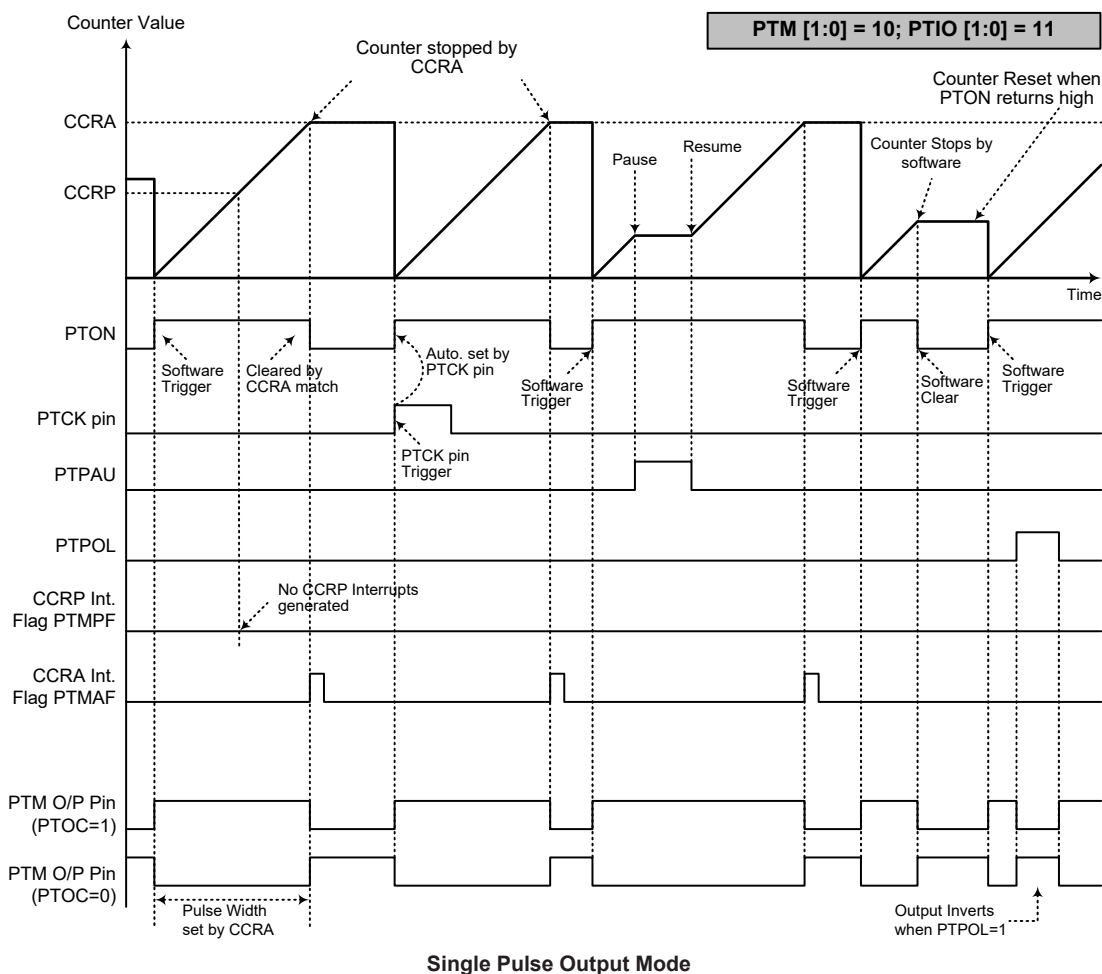 Counter Value
PTM [1:0] = 10; PTIO [1:0] = 11
Counter stopped by
CCRA
Counter Reset when
PTON returns high
CCRA
Pause
Resume
Counter Stops by
software
CCRP
Time
PTON
Software
Trigger
Cleared by
CCRA match
Auto. set by
PTCK pin
Software
Trigger
Software
Trigger
Software
Clear
Software
Trigger
PTCK pin
PTCK pin
Trigger
PTPAU
PTPOL
CCRP Int.
Flag PTMPF
No CCRP Interrupts
generated
CCRA Int.
Flag PTMAF
PTM O/P Pin
(PTOC=1)
PTM O/P Pin
(PTOC=0)
Pulse Width
set by CCRA
Output Inverts
when PTPOL=1
Single Pulse Output Mode